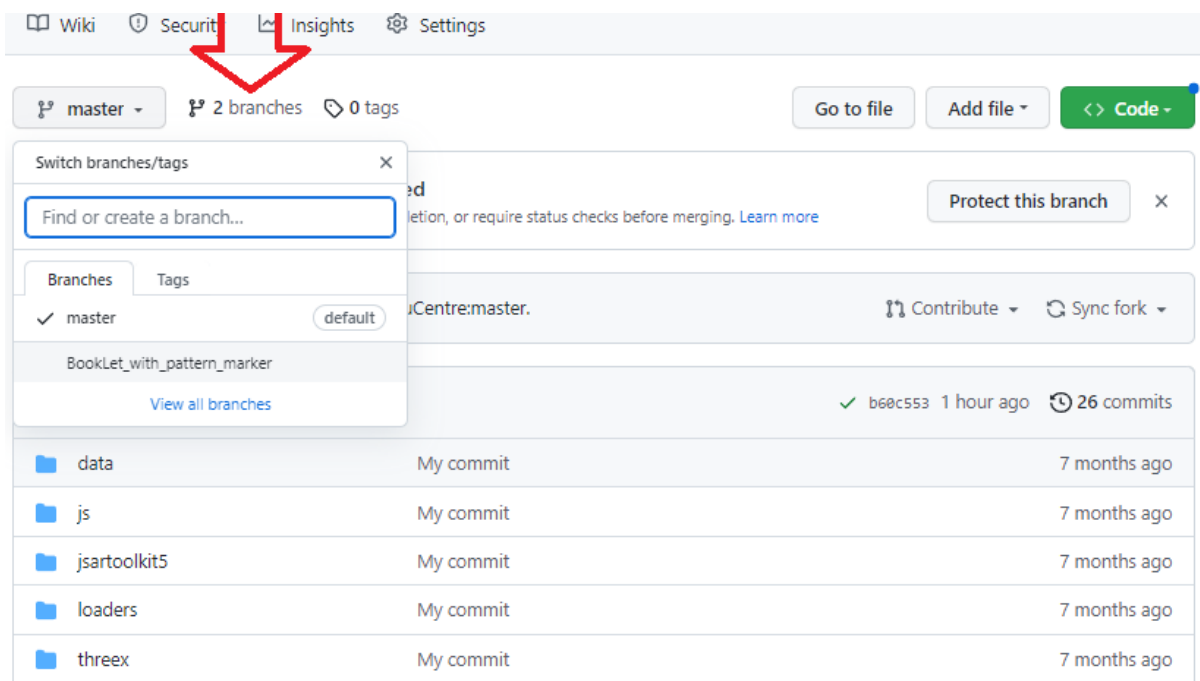 Wiki Security Insights Settings
master 2 branches 0 tags Go to file Add file Code
Switch branches/tags
ed
Protect this branch
Find or create a branch...
letion, or require status checks before merging. Learn more
Branches Tags
master default
uCentre:master. Contribute Sync fork
BookLet_with_pattern_marker
View all branches
b60c553 1 hour ago 26 commits
data My commit 7 months ago
js My commit 7 months ago
jsartoolkit5 My commit 7 months ago
loaders My commit 7 months ago
threex My commit 7 months ago